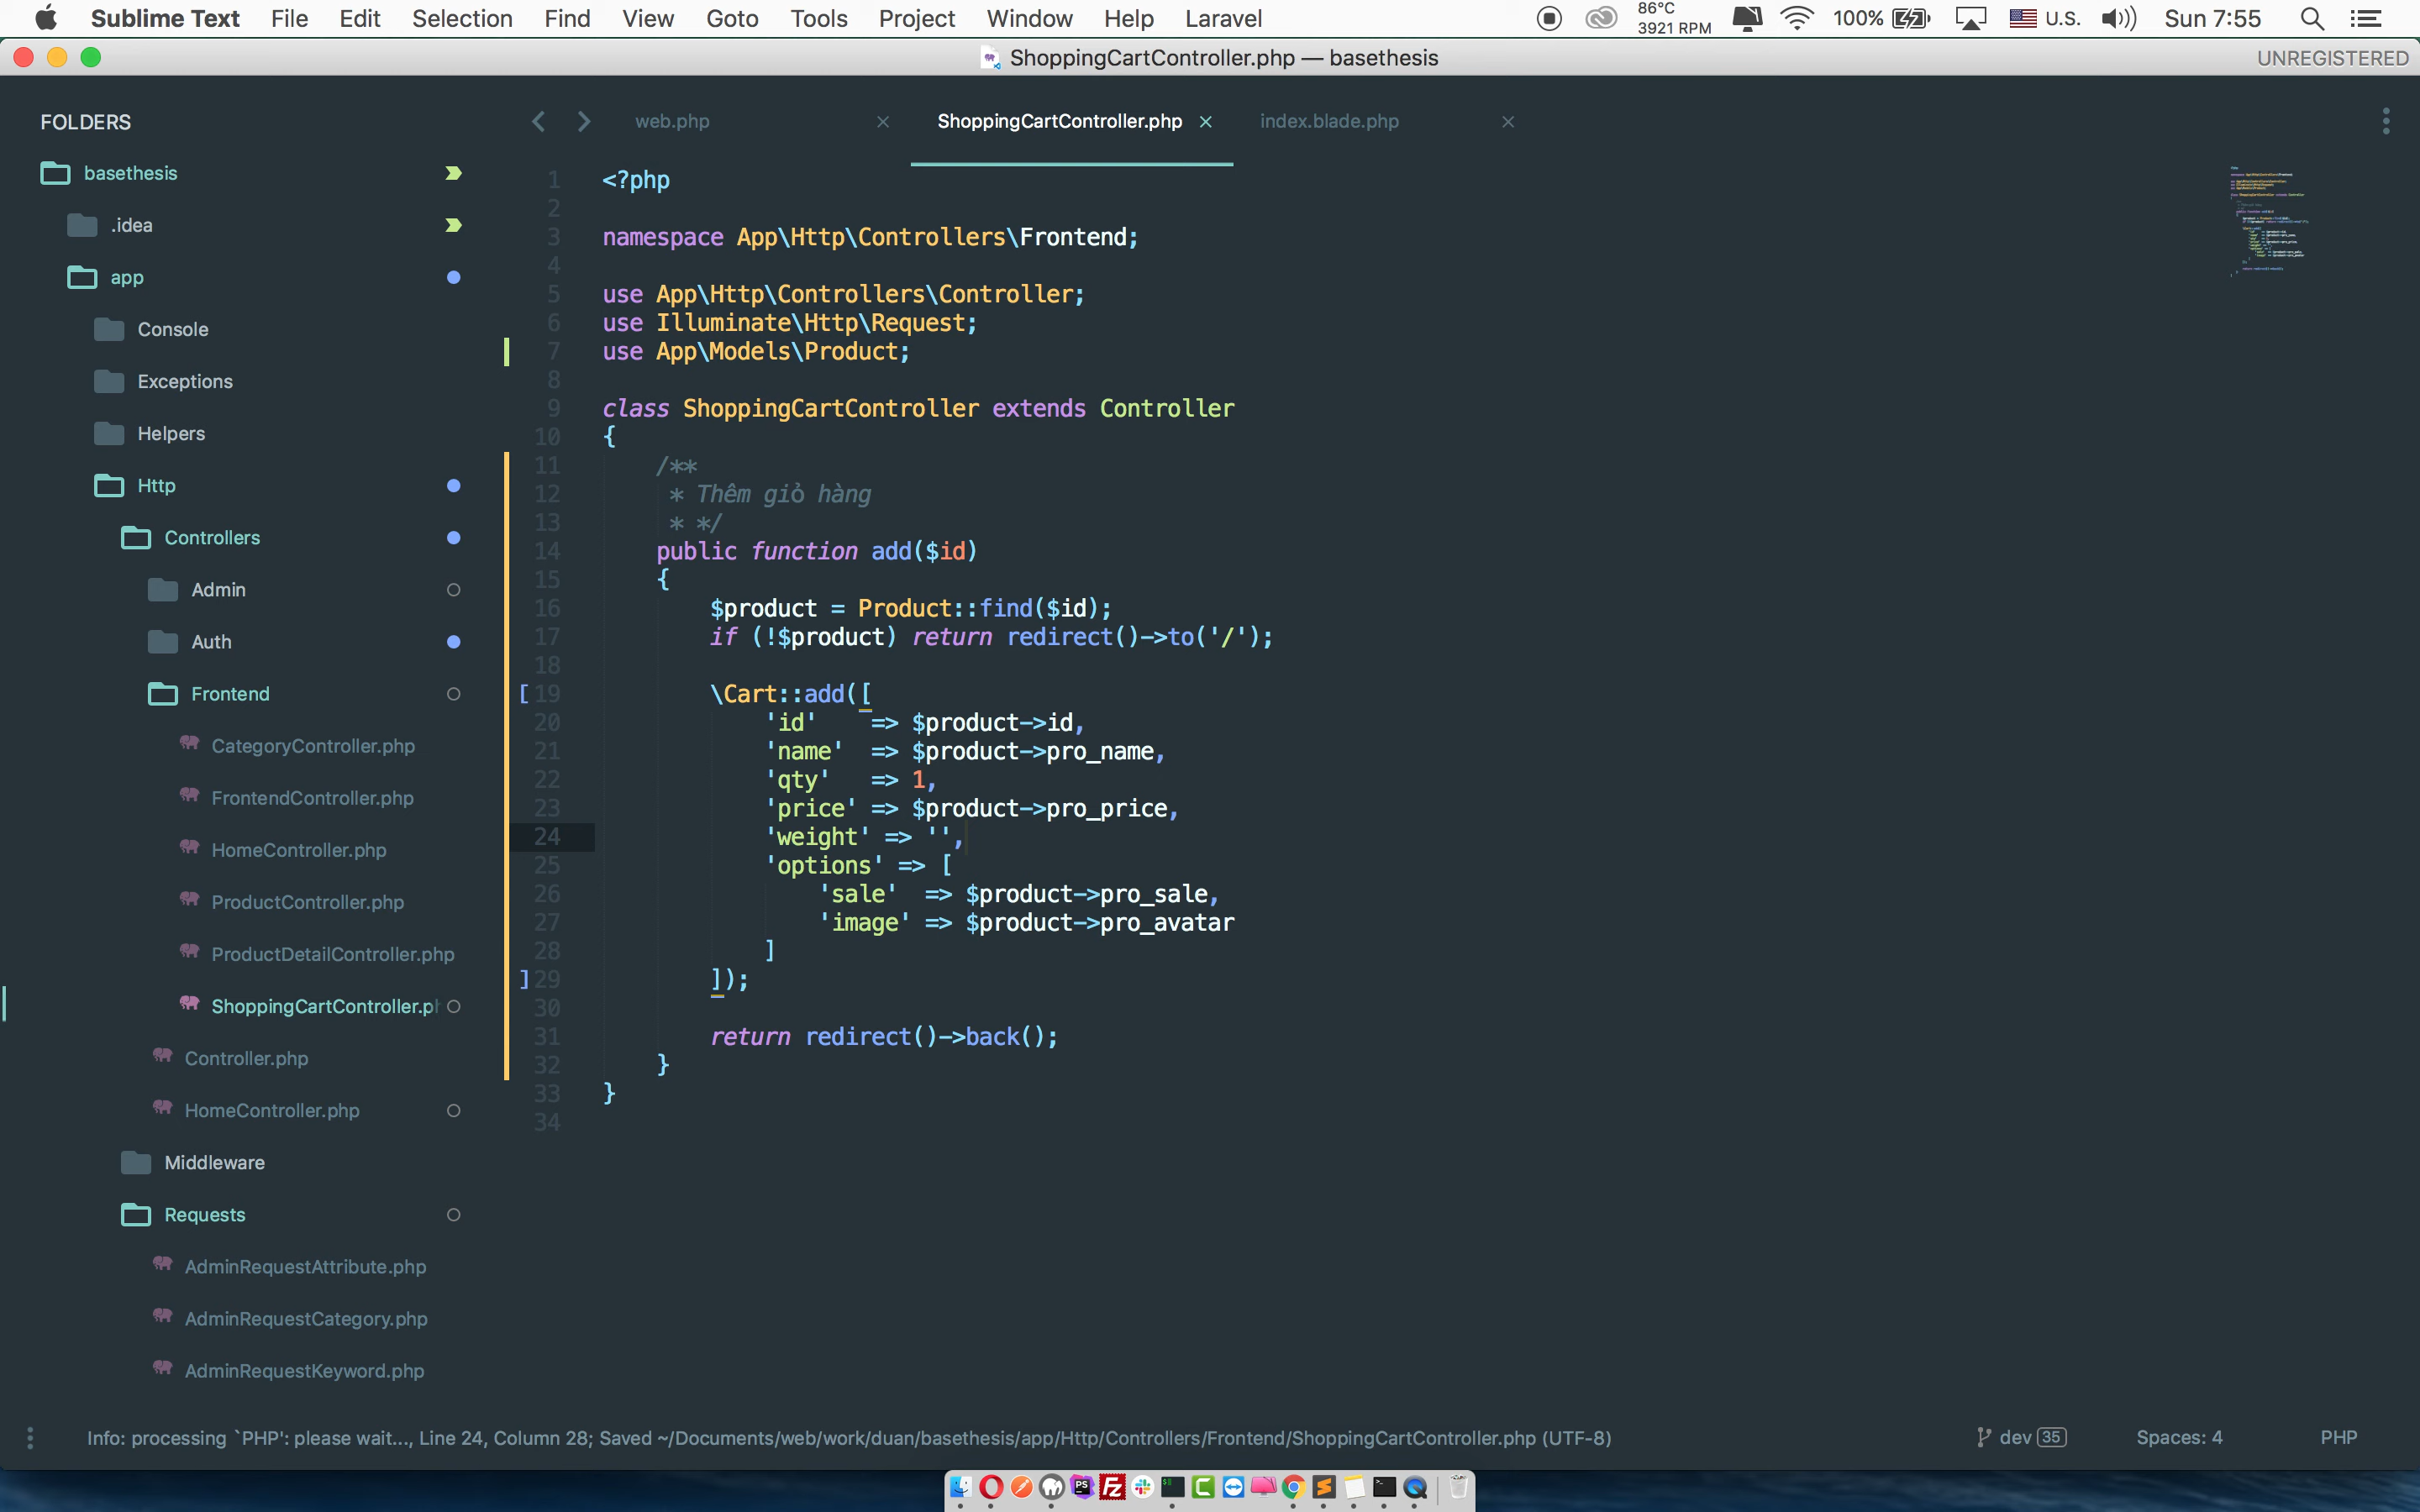 Sublime Text File Edit Selection Find View Goto Tools Project Window Help Laravel 86°C 3921 RPM 100% U.S. Sun 7:55
ShoppingCartController.php — basethesis UNREGISTERED
FOLDERS
basethesis
.idea
app
Console
Exceptions
Helpers
Http
Controllers
Admin
Auth
Frontend
CategoryController.php
FrontendController.php
HomeController.php
ProductController.php
ProductDetailController.php
ShoppingCartController.ph
Controller.php
HomeController.php
Middleware
Requests
AdminRequestAttribute.php
AdminRequestCategory.php
AdminRequestKeyword.php
web.php ShoppingCartController.php index.blade.php
1 <?php
2
3 namespace App\Http\Controllers\Frontend;
4
5 use App\Http\Controllers\Controller;
6 use Illuminate\Http\Request;
7 use App\Models\Product;
8
9 class ShoppingCartController extends Controller
10 {
11 /**
12 * Thêm giỏ hàng
13 * */
14 public function add($id)
15 {
16 $product = Product::find($id);
17 if (!$product) return redirect()->to('/');
18
[ 19 \Cart::add([
20 'id' => $product->id,
21 'name' => $product->pro_name,
22 'qty' => 1,
23 'price' => $product->pro_price,
24 'weight' => '',
25 'options' => [
26 'sale' => $product->pro_sale,
27 'image' => $product->pro_avatar
28 ]
] 29 ]);
30
31 return redirect()->back();
32 }
33 }
34
Info: processing `PHP': please wait..., Line 24, Column 28; Saved ~/Documents/web/work/duan/basethesis/app/Http/Controllers/Frontend/ShoppingCartController.php (UTF-8) dev 35 Spaces: 4 PHP